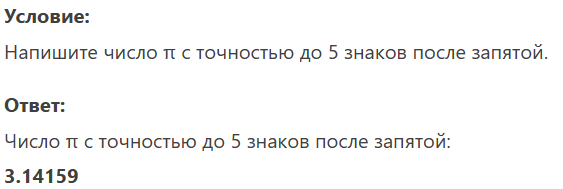 Условие:
Напишите число π с точностью до 5 знаков после запятой.
Ответ:
Число π с точностью до 5 знаков после запятой:
3.14159